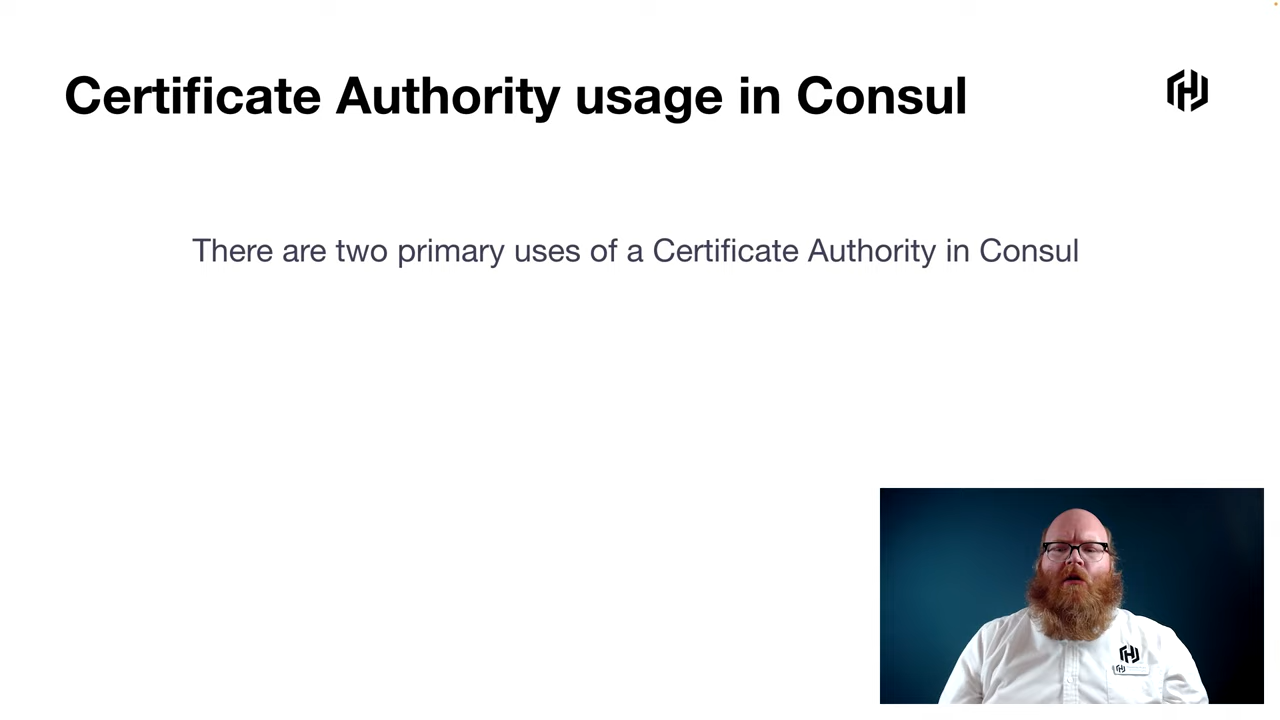 Certificate Authority usage in Consul
There are two primary uses of a Certificate Authority in Consul